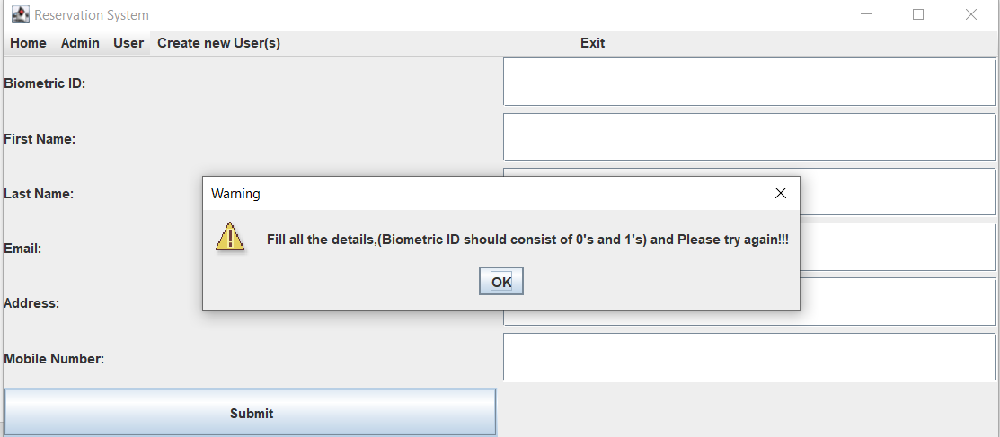 Reservation System
Home Admin User Create new User(s) Exit
Biometric ID:
First Name:
Last Name:
Warning
Fill all the details,(Biometric ID should consist of 0's and 1's) and Please try again!!!
Email:
OK
Address:
Mobile Number:
Submit